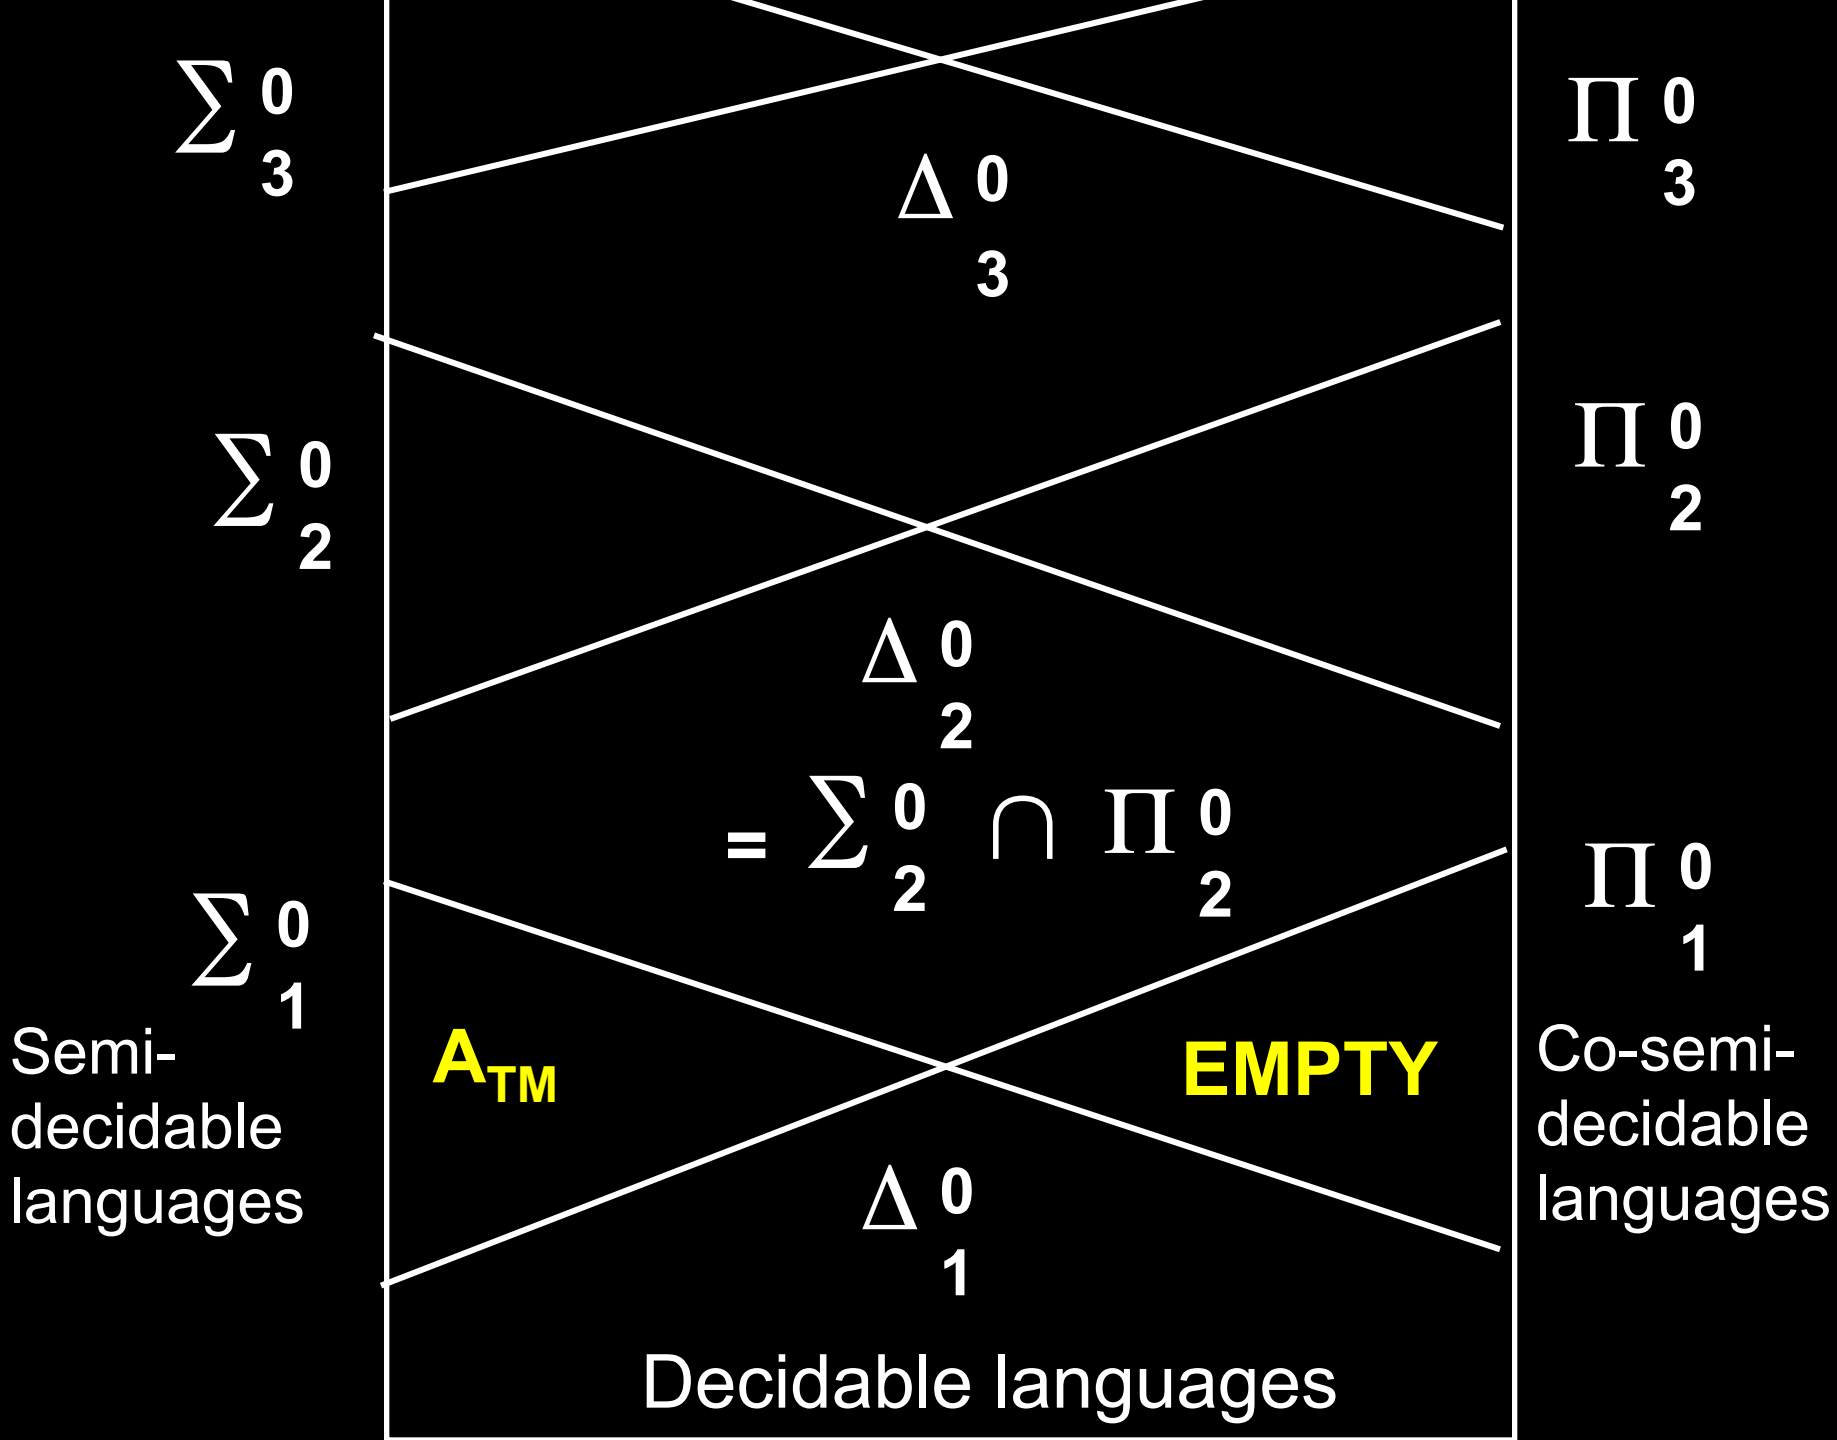 ∑ 0 3
Π 0 3
Δ 0 3
∑ 0 2
Π 0 2
Δ 0 2
= ∑ 0 2 ∩ Π 0 2
∑ 0 1
Π 0 1
Semi-
decidable
languages
A TM
EMPTY
Co-semi-
decidable
languages
Δ 0 1
Decidable languages